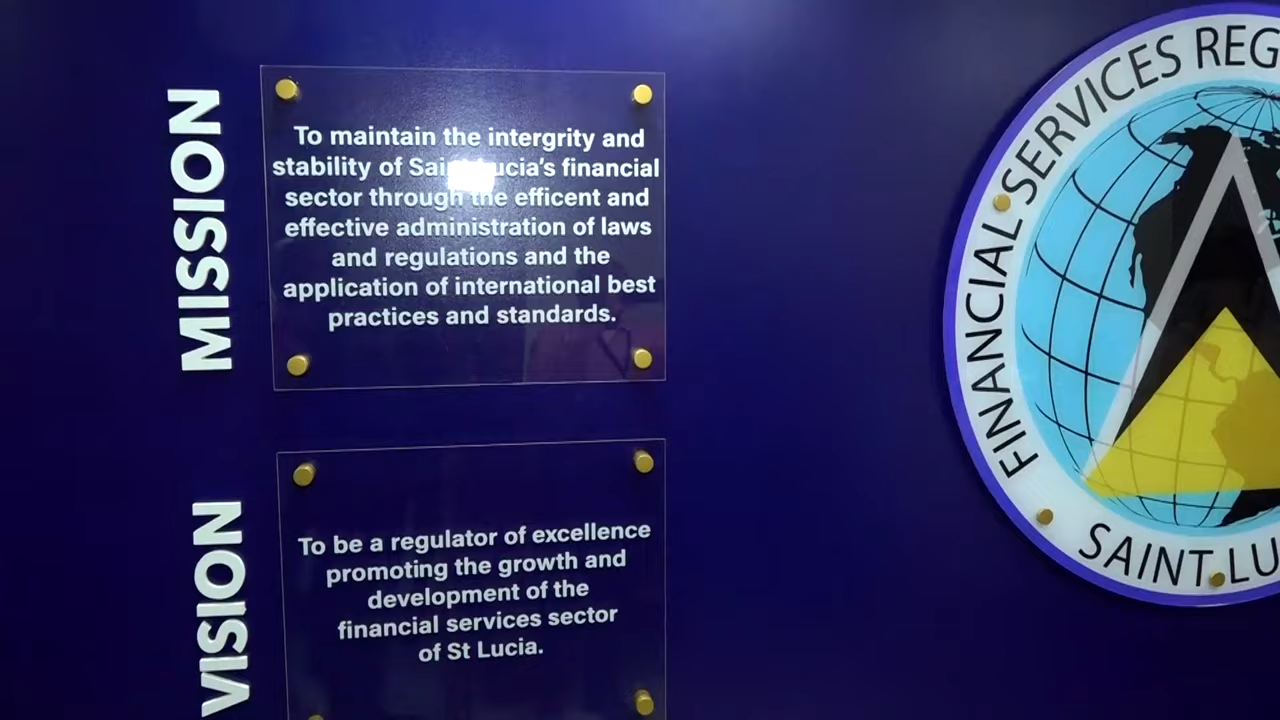 MISSION
To maintain the intergrity and
stability of Saint Lucia's financial
sector through the efficent and
effective administration of laws
and regulations and the
application of international best
practices and standards.
VISION
To be a regulator of excellence
promoting the growth and
development of the
financial services sector
of St Lucia.
FINANCIAL SERVICES REG
SAINT LU